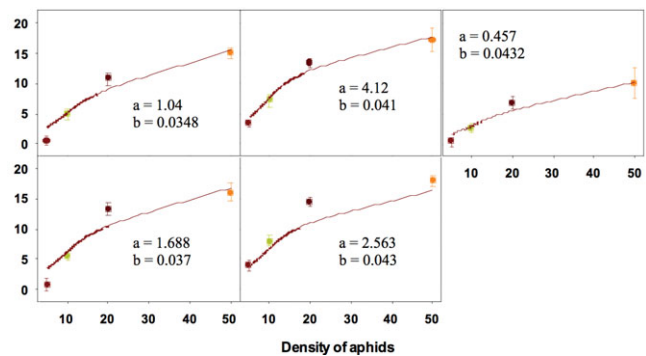 20
15
10
5
0
a = 1.04
b = 0.0348
a = 4.12
b = 0.041
a = 0.457
b = 0.0432
10 20 30 40 50
20
15
10
5
0
a = 1.688
b = 0.037
a = 2.563
b = 0.043
10 20 30 40 50
10 20 30 40 50
Density of aphids